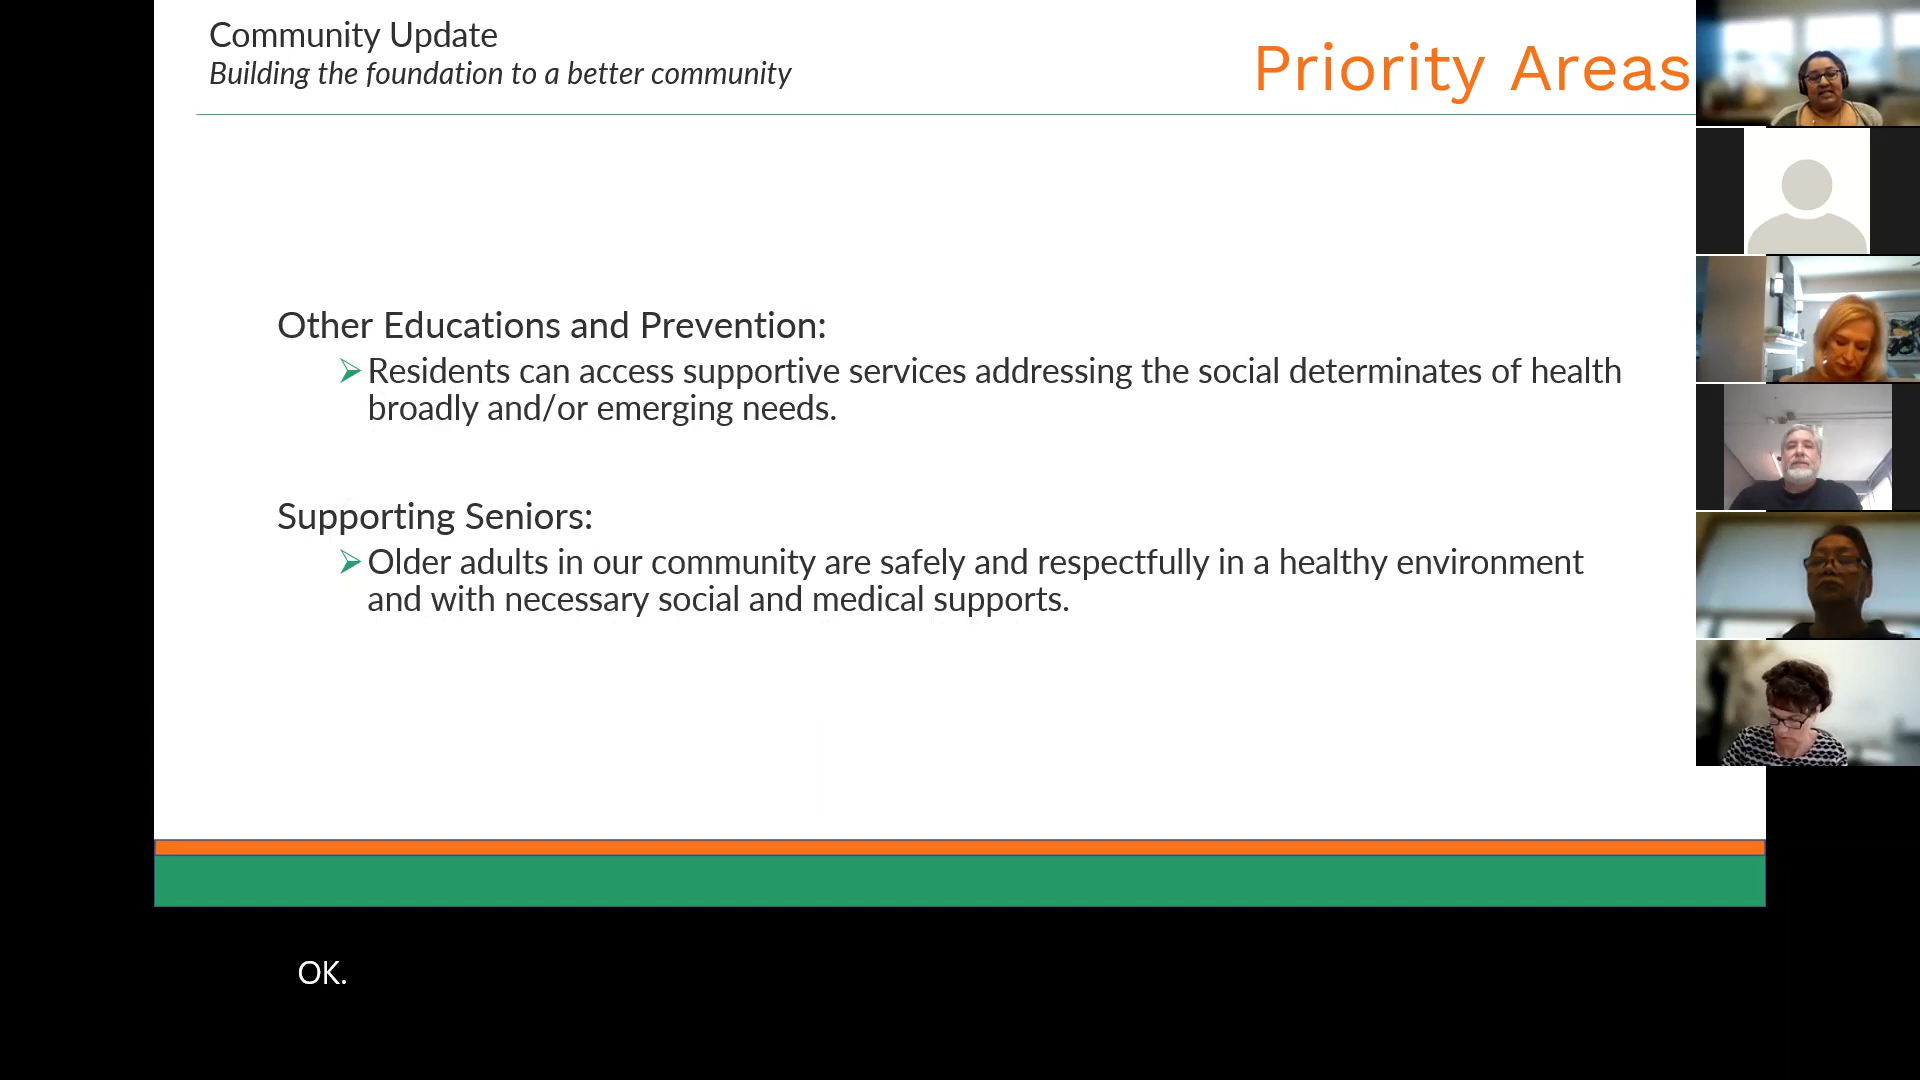 Community Update
Building the foundation to a better community
Priority Areas
Other Educations and Prevention:
Residents can access supportive services addressing the social determinates of health
broadly and/or emerging needs.
Supporting Seniors:
Older adults in our community are safely and respectfully in a healthy environment
and with necessary social and medical supports.
OK.